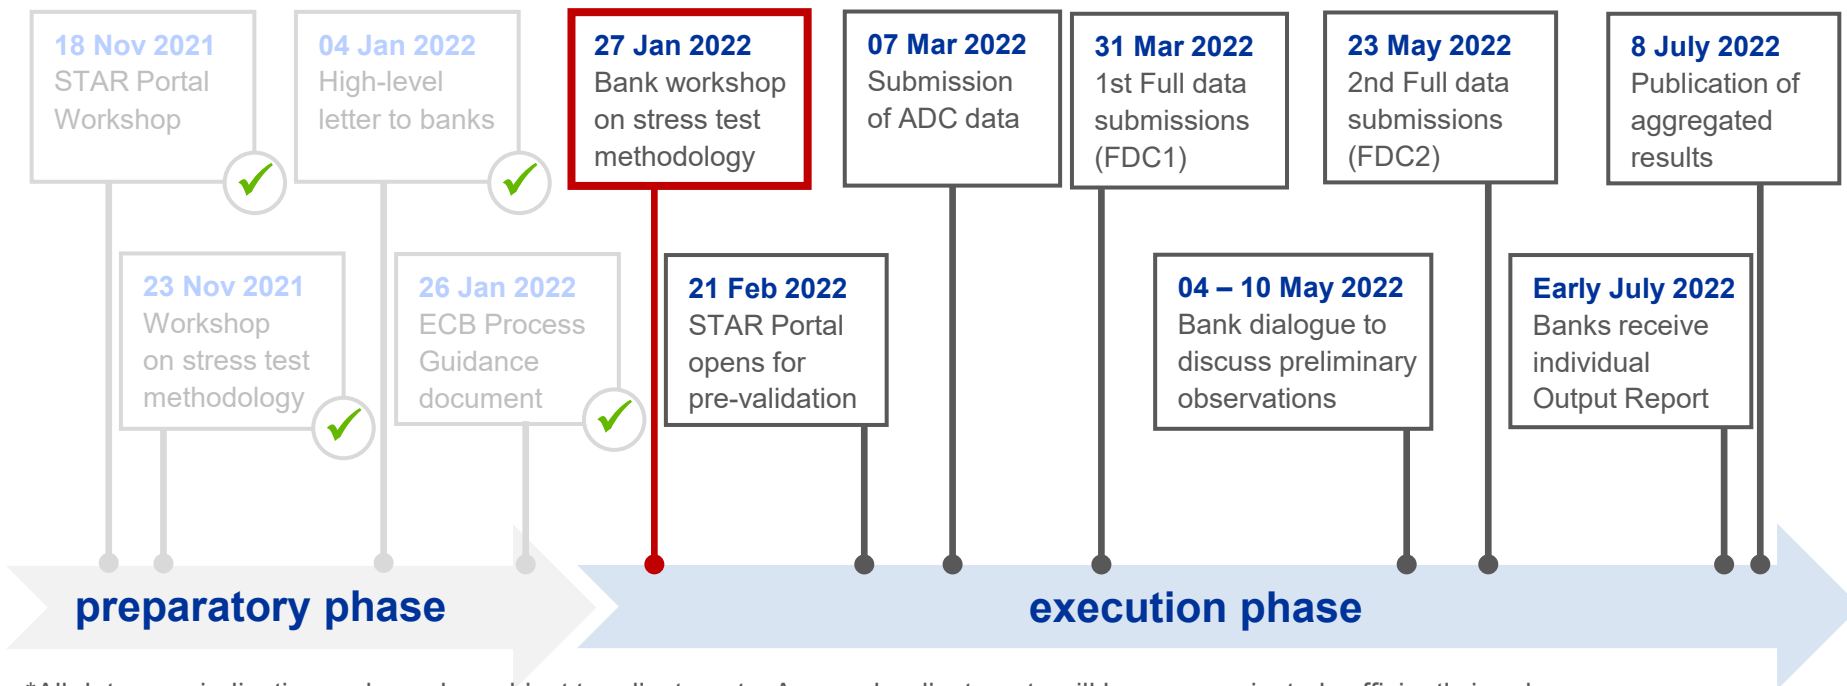 18 Nov 2021
STAR Portal
Workshop
04 Jan 2022
High-level
letter to banks
27 Jan 2022
Bank workshop
on stress test
methodology
07 Mar 2022
Submission
of ADC data
31 Mar 2022
1st Full data
submissions
(FDC1)
23 May 2022
2nd Full data
submissions
(FDC2)
8 July 2022
Publication of
aggregated
results
23 Nov 2021
Workshop
on stress test
methodology
26 Jan 2022
ECB Process
Guidance
document
21 Feb 2022
STAR Portal
opens for
pre-validation
04 – 10 May 2022
Bank dialogue to
discuss preliminary
observations
Early July 2022
Banks receive
individual
Output Report
preparatory phase
execution phase